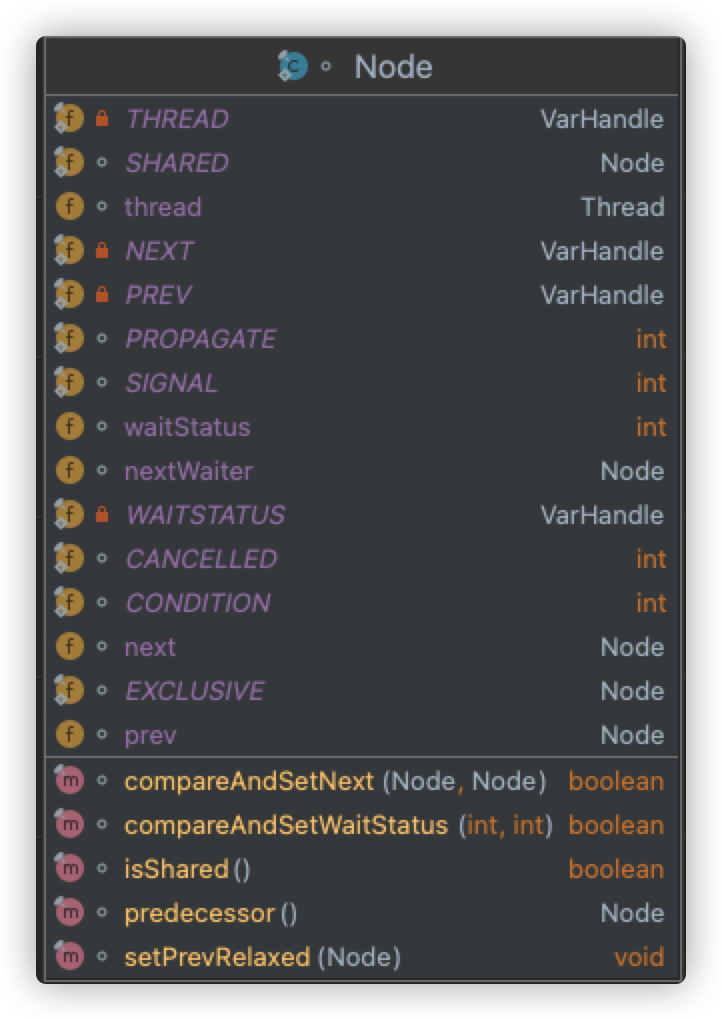 Node
THREAD VarHandle
SHARED Node
thread Thread
NEXT VarHandle
PREV VarHandle
PROPAGATE int
SIGNAL int
waitStatus int
nextWaiter Node
WAITSTATUS VarHandle
CANCELLED int
CONDITION int
next Node
EXCLUSIVE Node
prev Node
compareAndSetNext (Node, Node) boolean
compareAndSetWaitStatus (int, int) boolean
isShared () boolean
predecessor () Node
setPrevRelaxed (Node) void